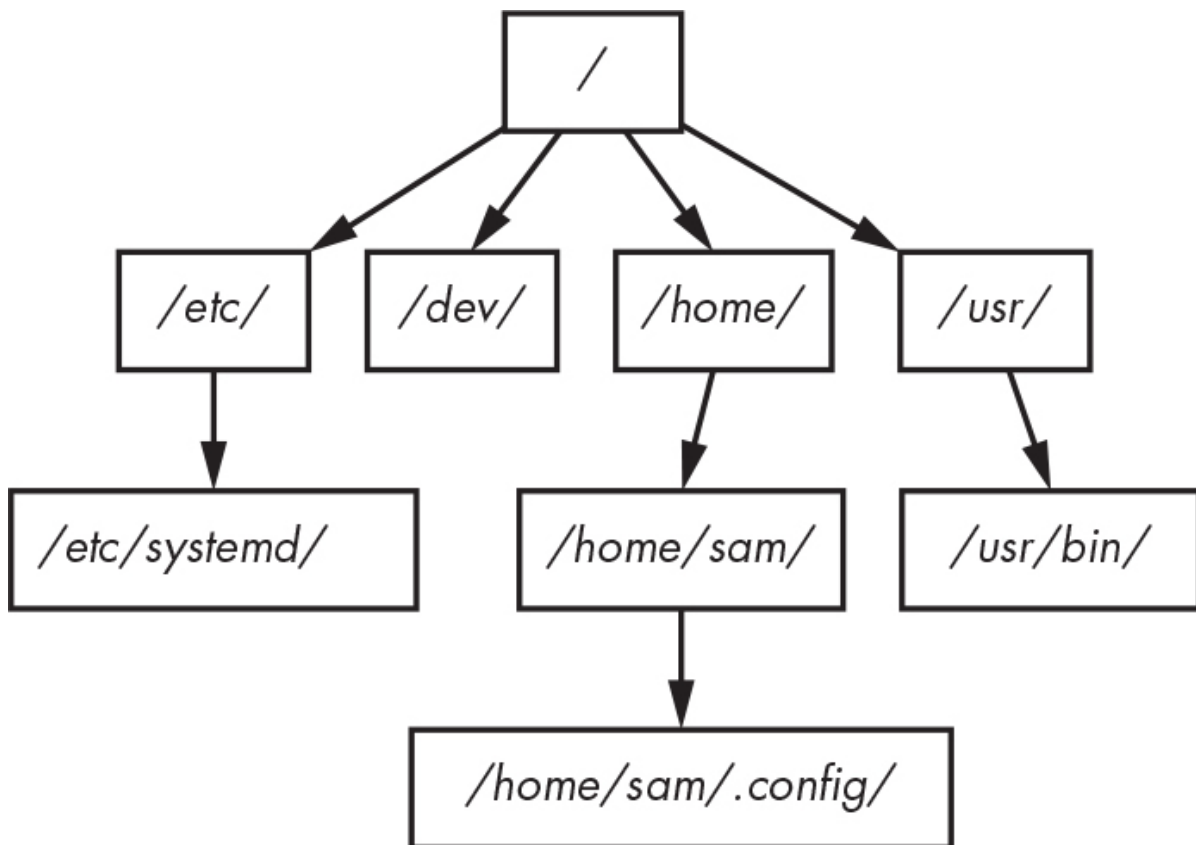 /
/etc/
/dev/
/home/
/usr/
/etc/systemd/
/home/sam/
/usr/bin/
/home/sam/.config/